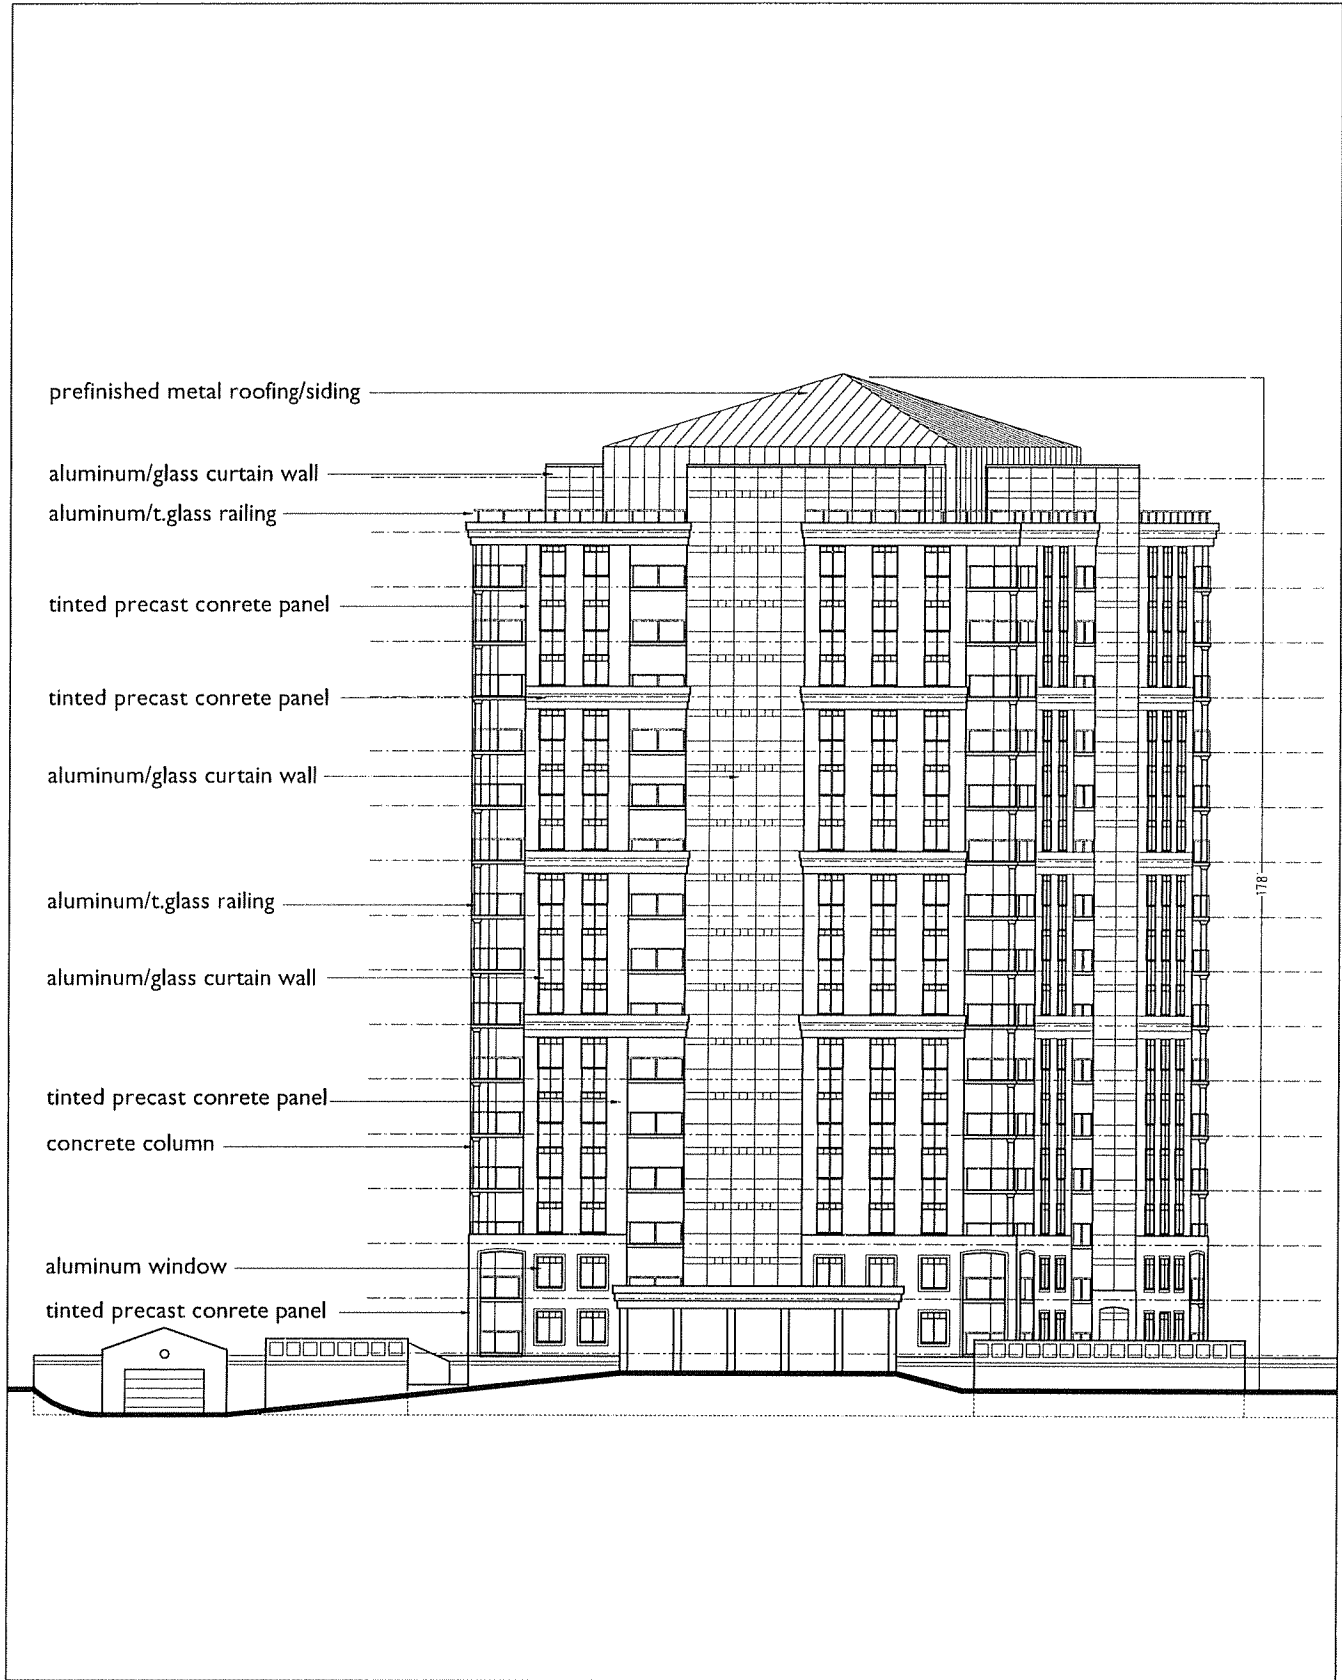 prefinished metal roofing/siding
aluminum/glass curtain wall
aluminum/t.glass railing
tinted precast conrete panel
tinted precast conrete panel
aluminum/glass curtain wall
178'
aluminum/t.glass railing
aluminum/glass curtain wall
tinted precast conrete panel
concrete column
aluminum window
tinted precast conrete panel